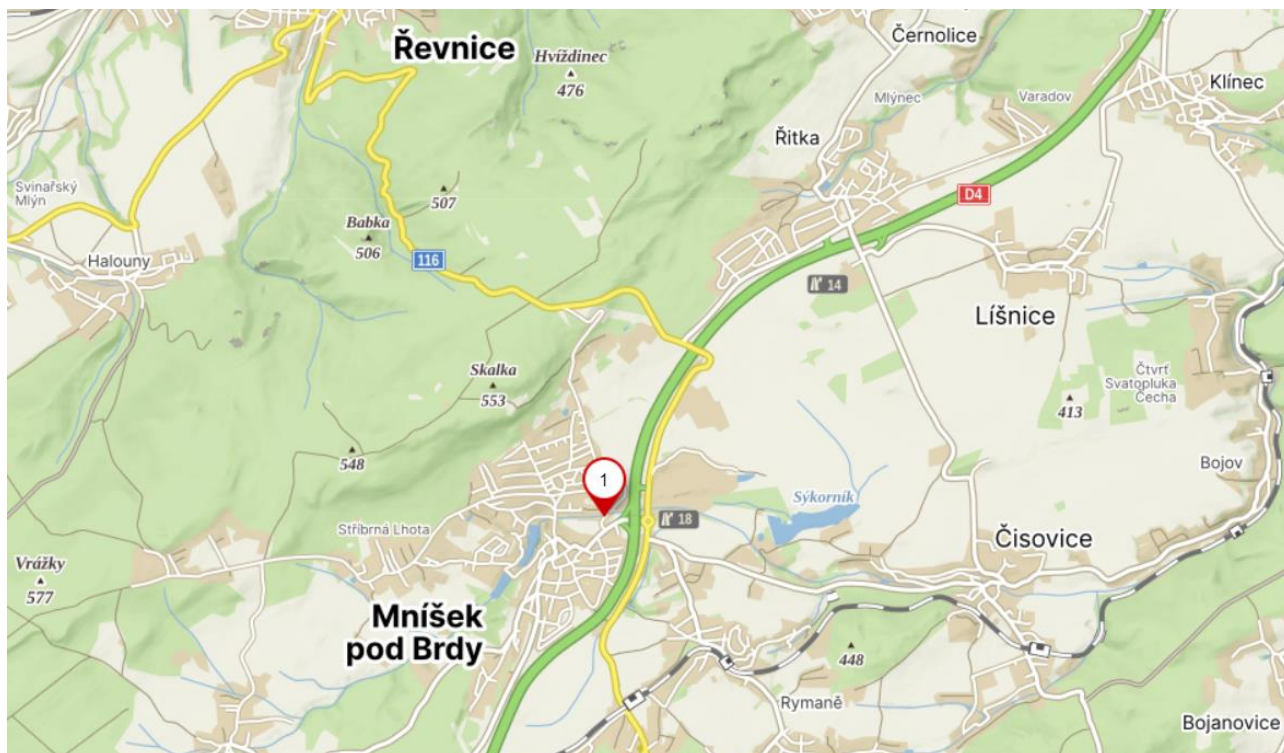 Řevnice
Hvíždinec
476
Černolice
Klínec
Mlýnec
Varadov
Řitka
Svinařský
Mlýn
507
D4
Babka
506
Halouny
116
14
Líšnice
Skalka
553
Čtvrť
Svatopluka
Čecha
413
548
Bojov
1
Sýkorník
18
Stříbrná Lhota
Čisovice
Vrážky
577
Mníšek
pod Brdy
448
Rymaně
Bojanovice